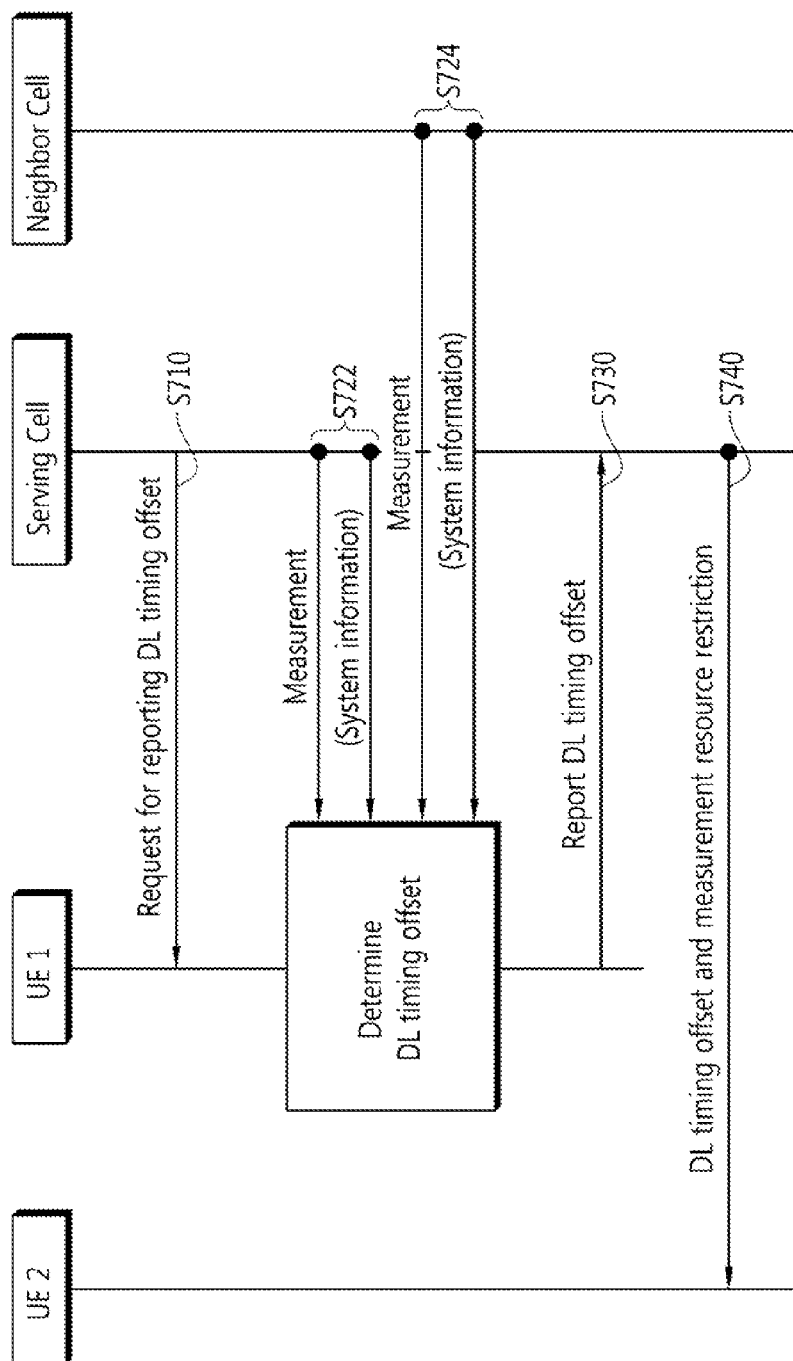 UE 2
UE 1
Serving Cell
Neighbor Cell
Request for reporting DL timing offset
S710
Measurement
S722
(System information)
Measurement
S724
(System information)
Determine
DL timing offset
Report DL timing offset
S730
DL timing offset and measurement resource restriction
S740